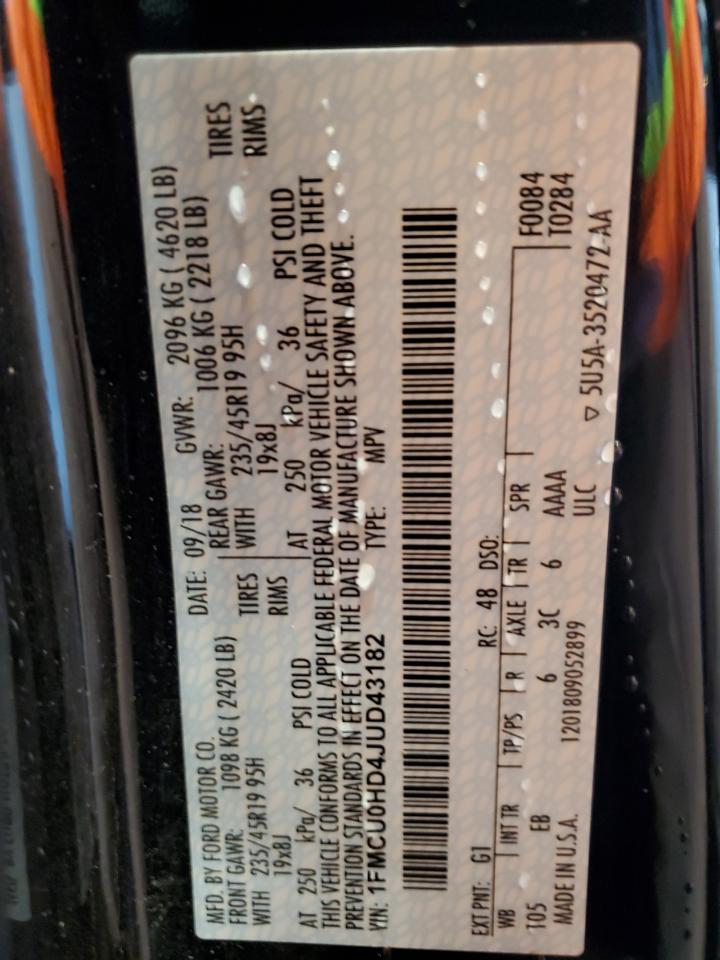 MFD. BY FORD MOTOR CO. DATE: 09/18 GVWR: 2096 KG ( 4620 LB)
FRONT GAWR: 1098 KG ( 2420 LB) REAR GAWR: 1006 KG ( 2218 LB)
WITH 235/45R19 95H TIRES WITH 235/45R19 95H TIRES
19x8J RIMS 19x8J RIMS
AT 250 kPa/ 36 PSI COLD AT 250 kPa/ 36 PSI COLD
THIS VEHICLE CONFORMS TO ALL APPLICABLE FEDERAL MOTOR VEHICLE SAFETY AND THEFT
PREVENTION STANDARDS IN EFFECT ON THE DATE OF MANUFACTURE SHOWN ABOVE.
VIN: 1FMCU0HD4JUD43182 TYPE: MPV
EXT PNT: G1 RC: 48 DSO:
WB INT TR TP/PS R AXLE TR SPR F0084
T05 EB 6 3C 6 AAAA T0284
ULC
MADE IN U.S.A. 1201809052899 ▽ 5U5A-3520472-AA